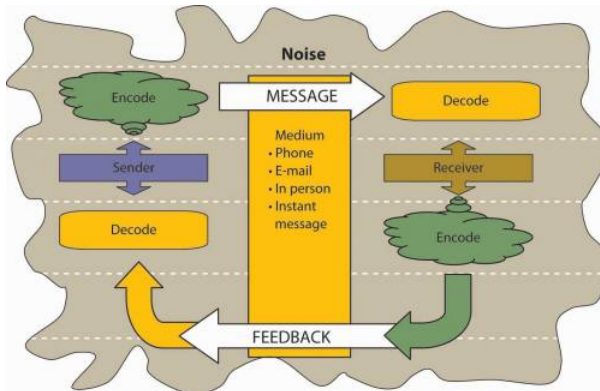 Noise
Encode
MESSAGE
Decode
Medium
• Phone
• E-mail
• In person
• Instant
message
Sender
Receiver
Decode
Encode
FEEDBACK